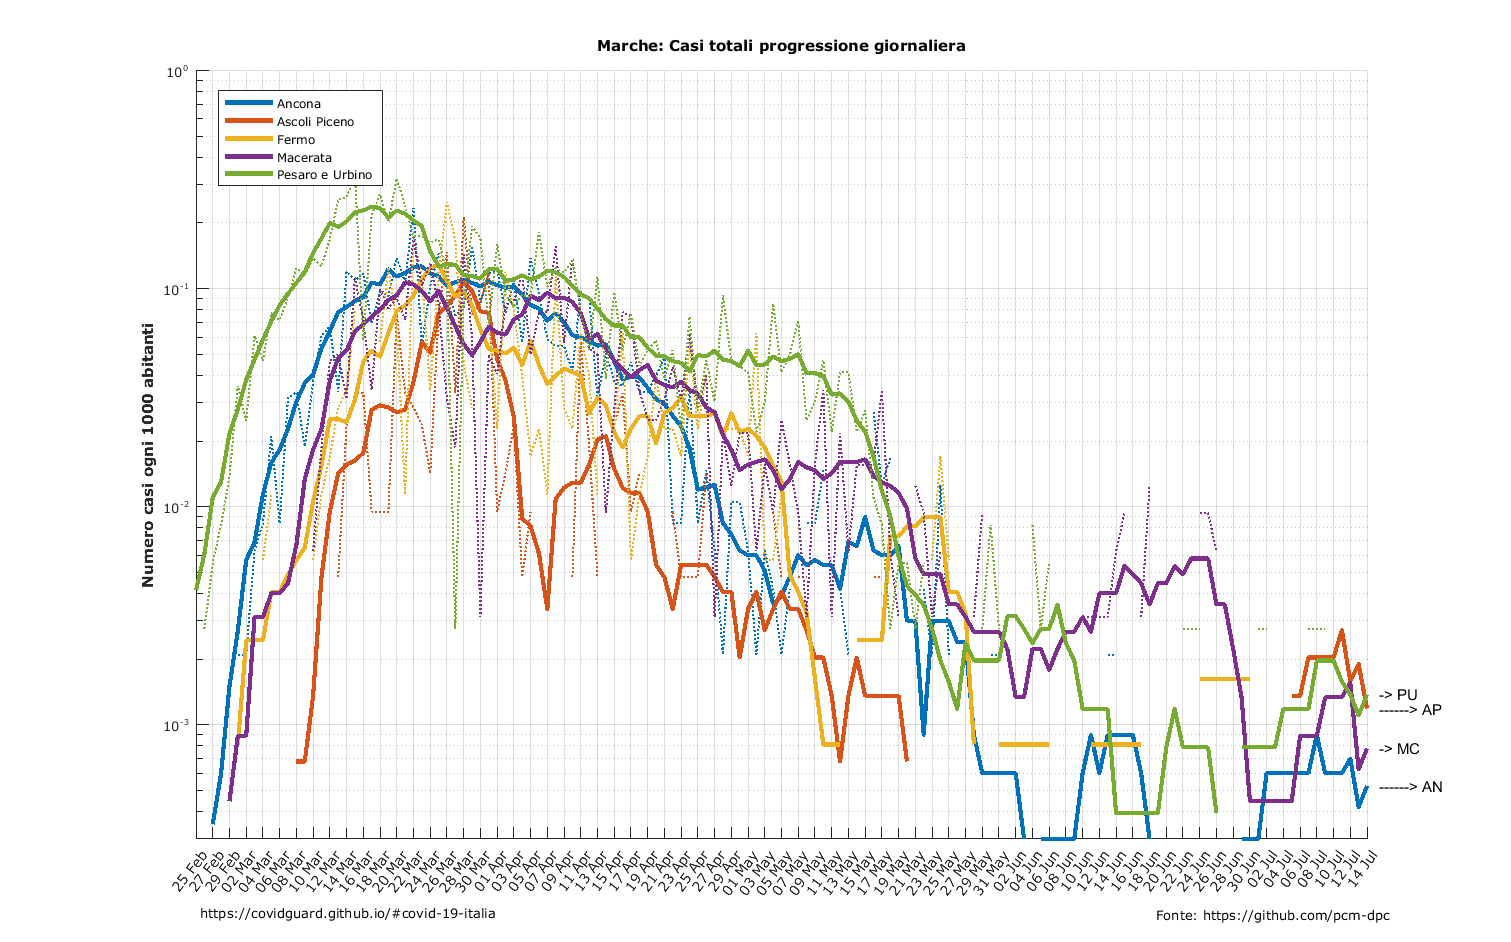 Marche: Casi totali progressione giornaliera
10^0
10^-1
10^-2
10^-3
Numero casi ogni 1000 abitanti
Ancona
Ascoli Piceno
Fermo
Macerata
Pesaro e Urbino
-> PU
------> AP
-> MC
------> AN
25 Feb
27 Feb
29 Feb
02 Mar
04 Mar
06 Mar
08 Mar
10 Mar
12 Mar
14 Mar
16 Mar
18 Mar
20 Mar
22 Mar
24 Mar
26 Mar
28 Mar
30 Mar
01 Apr
03 Apr
05 Apr
07 Apr
09 Apr
11 Apr
13 Apr
15 Apr
17 Apr
19 Apr
21 Apr
23 Apr
25 Apr
27 Apr
29 Apr
01 May
03 May
05 May
07 May
09 May
11 May
13 May
15 May
17 May
19 May
21 May
23 May
25 May
27 May
29 May
31 May
02 Jun
04 Jun
06 Jun
08 Jun
10 Jun
12 Jun
14 Jun
16 Jun
18 Jun
20 Jun
22 Jun
24 Jun
26 Jun
28 Jun
30 Jun
02 Jul
04 Jul
06 Jul
08 Jul
10 Jul
12 Jul
14 Jul
https://covidguard.github.io/#covid-19-italia
Fonte: https://github.com/pcm-dpc